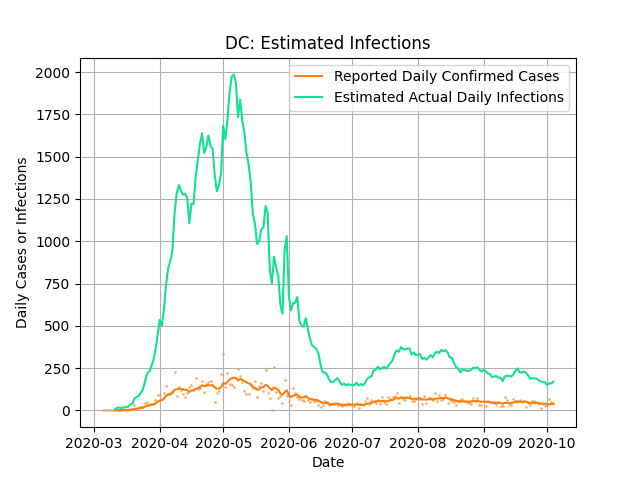 DC: Estimated Infections
Reported Daily Confirmed Cases
Estimated Actual Daily Infections
Daily Cases or Infections
2000
1750
1500
1250
1000
750
500
250
0
2020-03 2020-04 2020-05 2020-06 2020-07 2020-08 2020-09 2020-10
Date